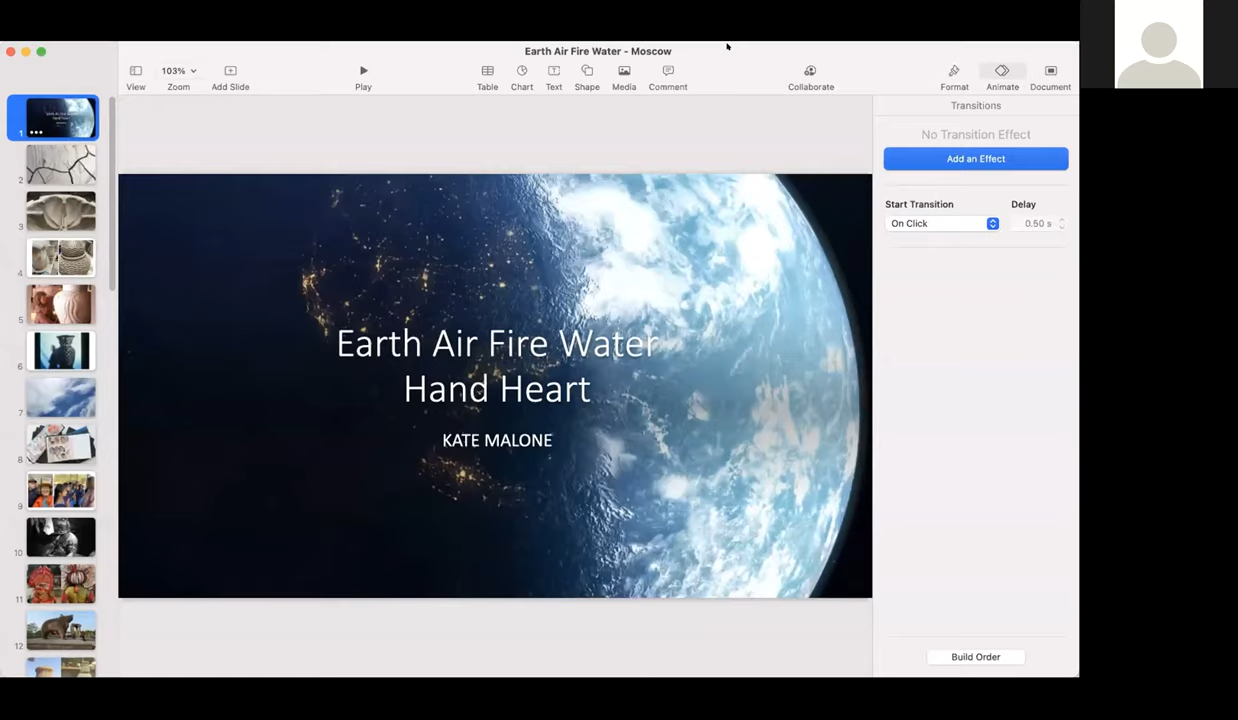 Earth Air Fire Water - Moscow
103%
View
Zoom
Add Slide
Play
Table
Chart
Text
Shape
Media
Comment
Collaborate
Format
Animate
Document
Transitions
No Transition Effect
Add an Effect
Start Transition
Delay
On Click
0.50 s
Build Order
1
2
3
4
5
6
7
8
9
10
11
12
Earth Air Fire Water
Hand Heart
KATE MALONE